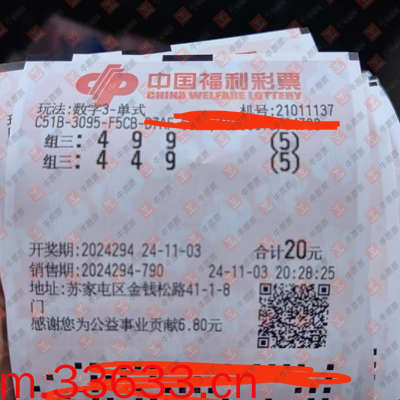 中国福利彩票
CHINA WELFARE LOTTERY
玩法:数字3-单式 机号:21011137
C51B-3095-F5CB-
组三:4 9 9 (5)
组三:4 4 9 (5)
开奖期:2024294 24-11-03 合计20元
销售期:2024294-790 24-11-03 20:28:25
地址:苏家屯区金钱松路41-1-8
门
感谢您为公益事业贡献6.80元
m.33633.cn